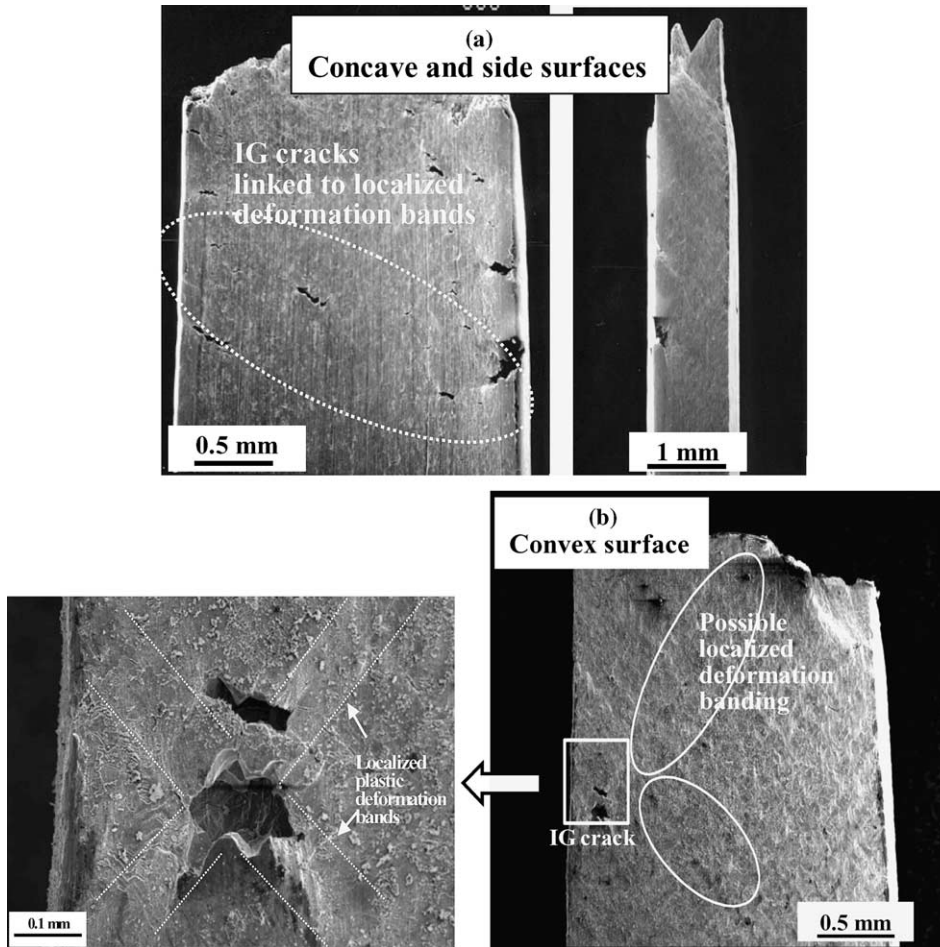 (a)
Concave and side surfaces
IG cracks
linked to localized
deformation bands
0.5 mm
1 mm
(b)
Convex surface
Possible
localized
deformation
banding
IG crack
0.5 mm
Localized
plastic
deformation
bands
0.1 mm